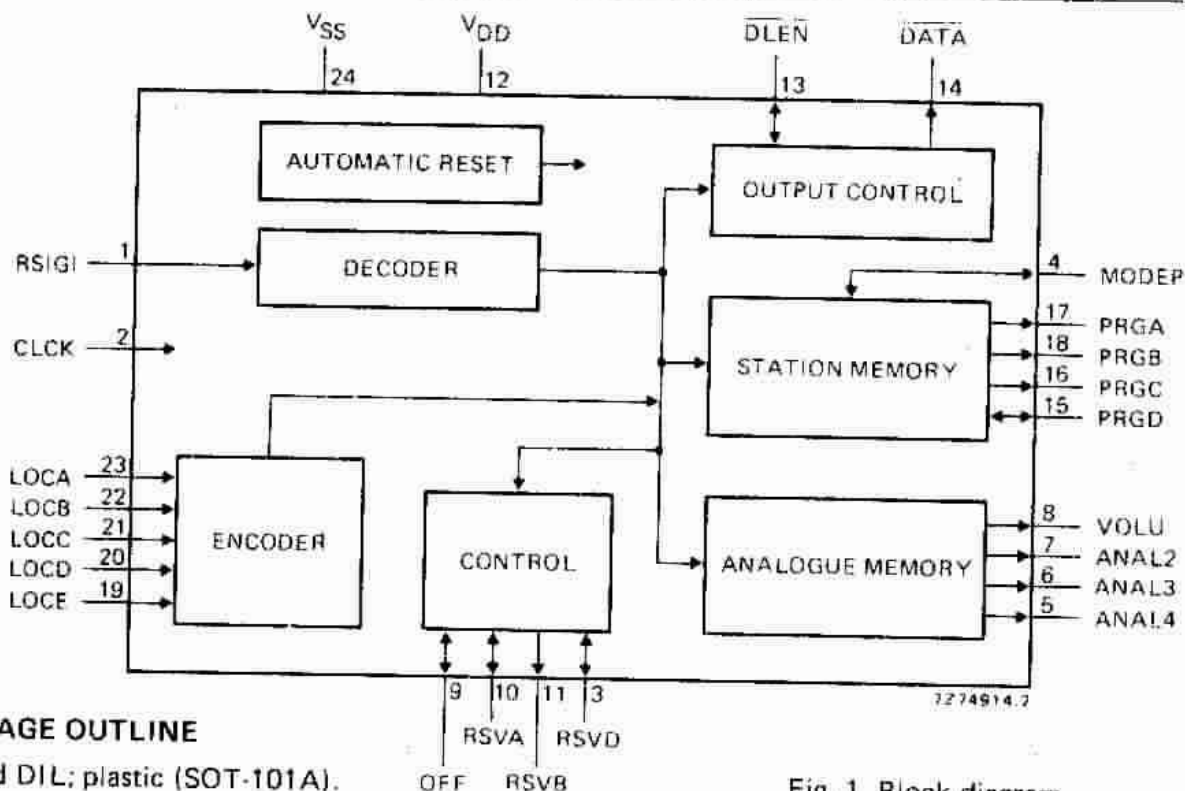 VSS
VDD
DLEN
DATA
24
12
13
14
AUTOMATIC RESET
OUTPUT CONTROL
RSIGI
1
DECODER
4
MODEP
17
PRGA
CLCK
2
18
PRGB
STATION MEMORY
16
PRGC
15
PRGD
LOCA
23
LOCB
22
LOCC
21
LOCD
20
LOCE
19
ENCODER
CONTROL
ANALOGUE MEMORY
8
VOLU
7
ANAL2
6
ANAL3
5
ANAL4
9
10
11
3
7Z74914.
AGE OUTLINE
RSVA
RSVD
d DIL; plastic (SOT-101A).
OFF
RSVB
Fig. 1 Block diagram